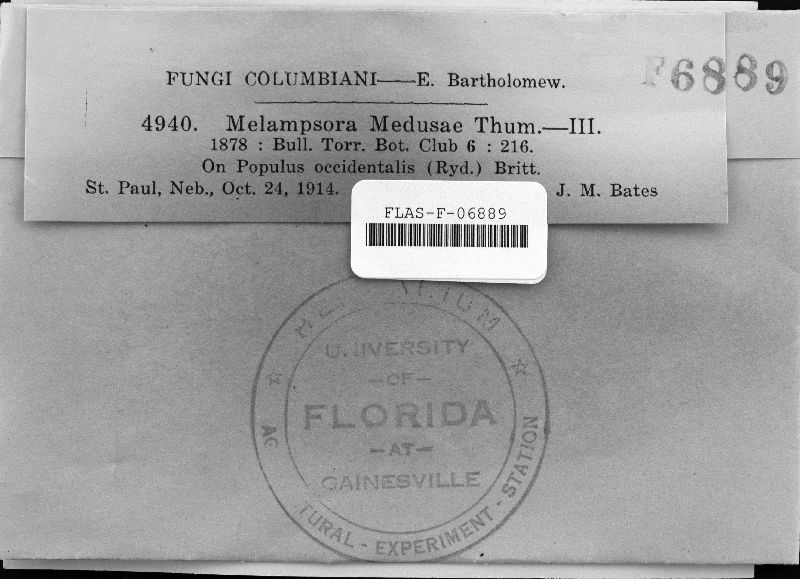 FUNGI COLUMBIANI—E. Bartholomew.
F6889
4940. Melampsora Medusae Thum.—III.
1878 : Bull. Torr. Bot. Club 6 : 216.
On Populus occidentalis (Ryd.) Britt.
St. Paul, Neb., Oct. 24, 1914. J. M. Bates
FLAS-F-06889
UNIVERSITY
—OF—
FLORIDA
—AT—
GAINESVILLE
AG TURAL - EXPERIMENT - STATION